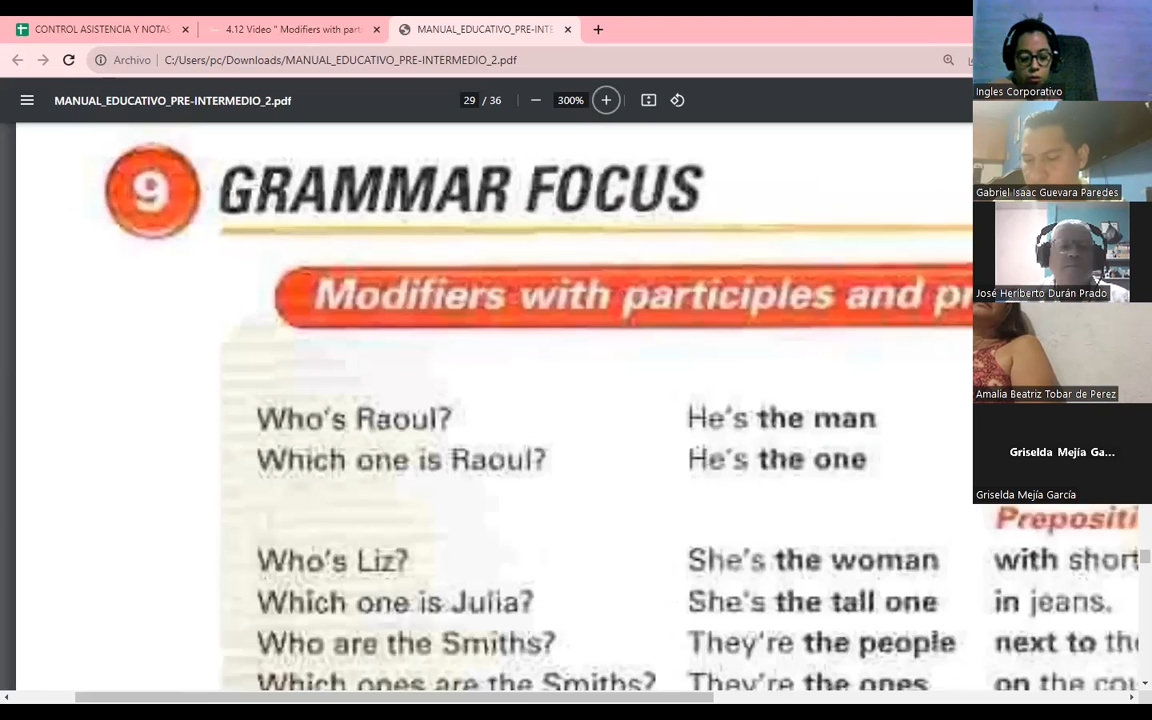 CONTROL ASISTENCIA Y NOTAS
4.12 Video " Modifiers with part
MANUAL_EDUCATIVO_PRE-INTE
Archivo C:/Users/pc/Downloads/MANUAL_EDUCATIVO_PRE-INTERMEDIO_2.pdf
MANUAL_EDUCATIVO_PRE-INTERMEDIO_2.pdf 29 / 36 300%
9 GRAMMAR FOCUS
Modifiers with participles and pr
Who's Raoul? He's the man
Which one is Raoul? He's the one
Prepositi
Who's Liz? She's the woman with short
Which one is Julia? She's the tall one in jeans.
Who are the Smiths? They're the people next to the
Which ones are the Smiths? They're the ones on the cou
Ingles Corporativo
Gabriel Isaac Guevara Paredes
José Heriberto Durán Prado
Amalia Beatriz Tobar de Perez
Griselda Mejía Ga...
Griselda Mejía García